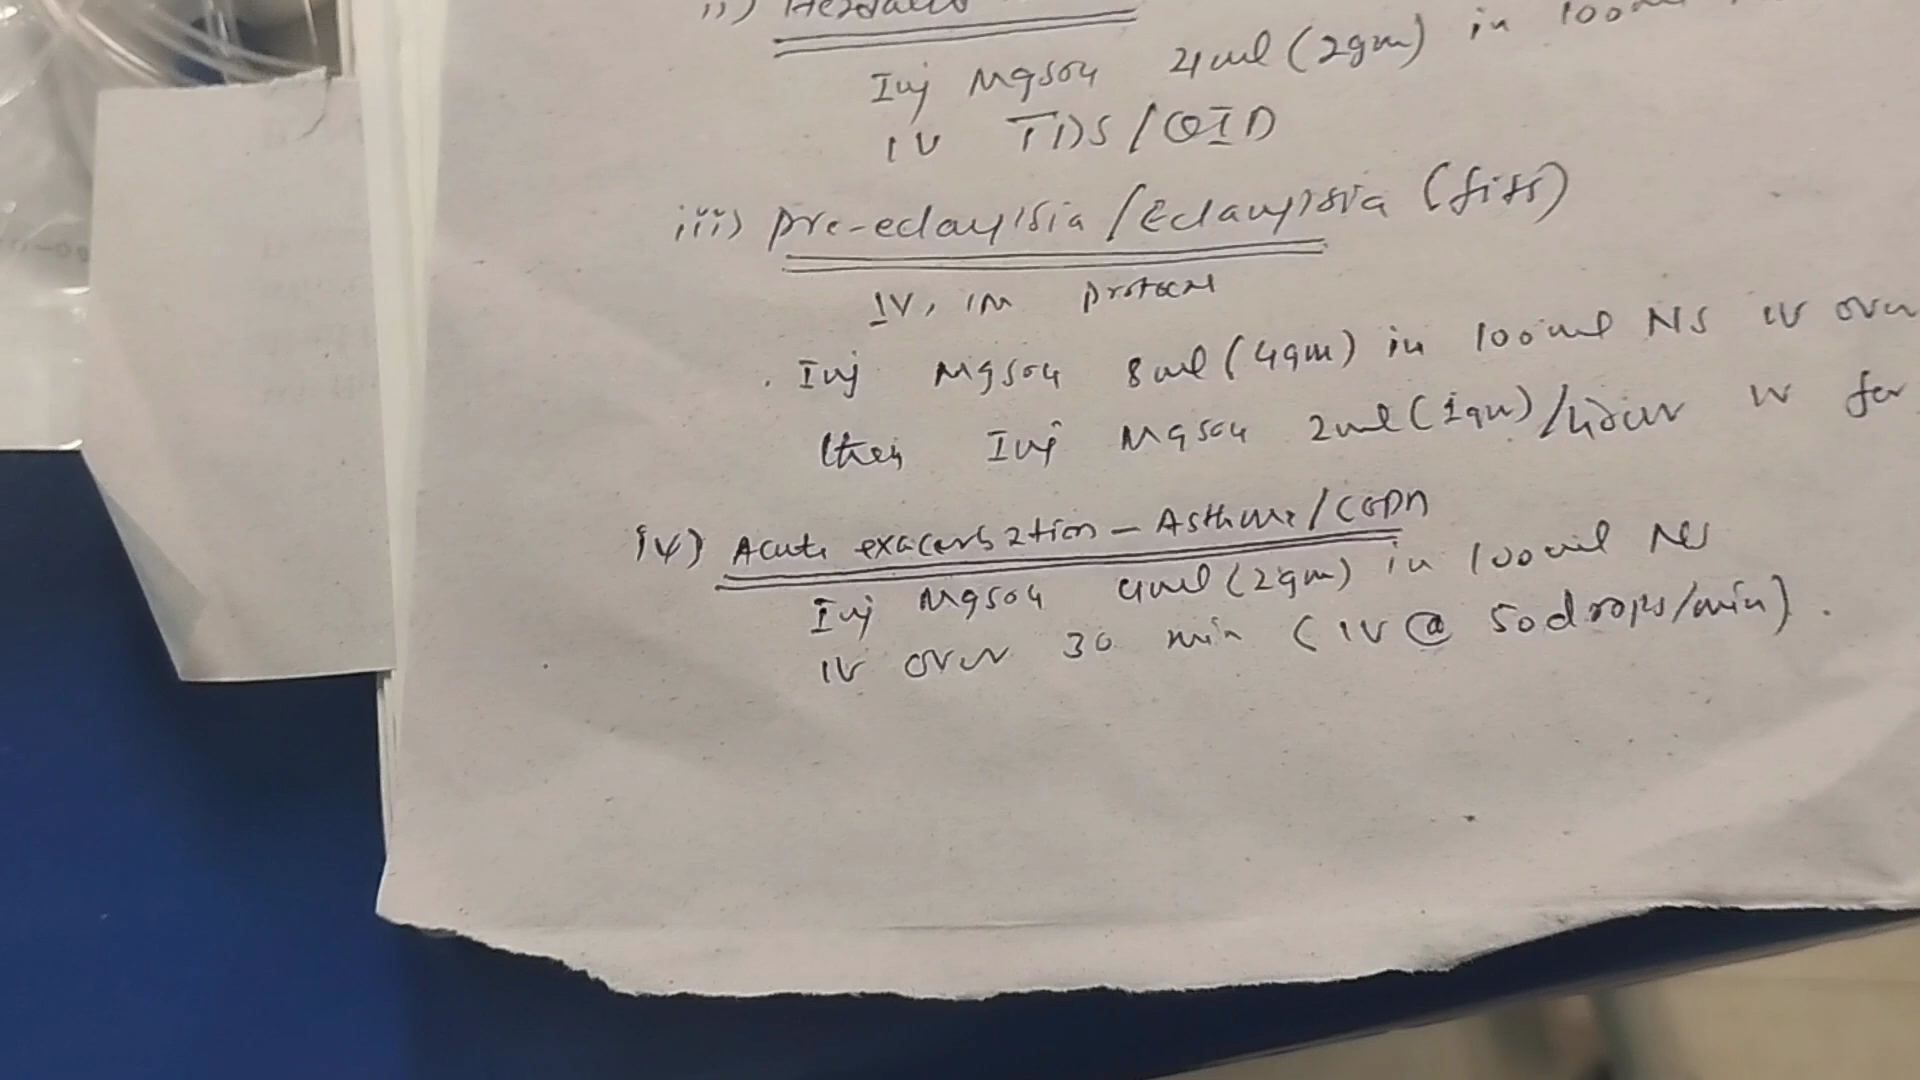 ii)
Inj MgSO4 4ml (2gm) in 100
IV TDS/QID
iii) Pre-eclampsia/Eclampsia (fits)
IV, IM protocol
. Inj MgSO4 8ml (4gm) in 100ml NS IV over
then Inj MgSO4 2ml (1gm)/hour IV for
iv) Acute exacerbation - Asthma/COPD
Inj MgSO4 4ml (2gm) in 100ml NS
IV over 30 min (IV @ 50drops/min).